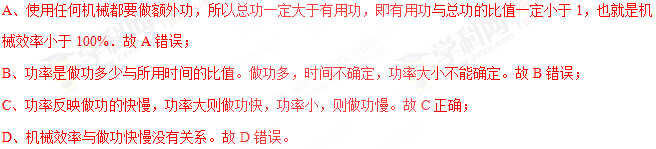 A、使用任何机械都要做额外功，所以总功一定大于有用功，即有用功与总功的比值一定小于 1，也就是机
械效率小于 100%．故 A 错误；
B、功率是做功多少与所用时间的比值。做功多，时间不确定，功率大小不能确定。故 B 错误；
C、功率反映做功的快慢，功率大则做功快，功率小，则做功慢。故 C 正确；
D、机械效率与做功快慢没有关系。故 D 错误。